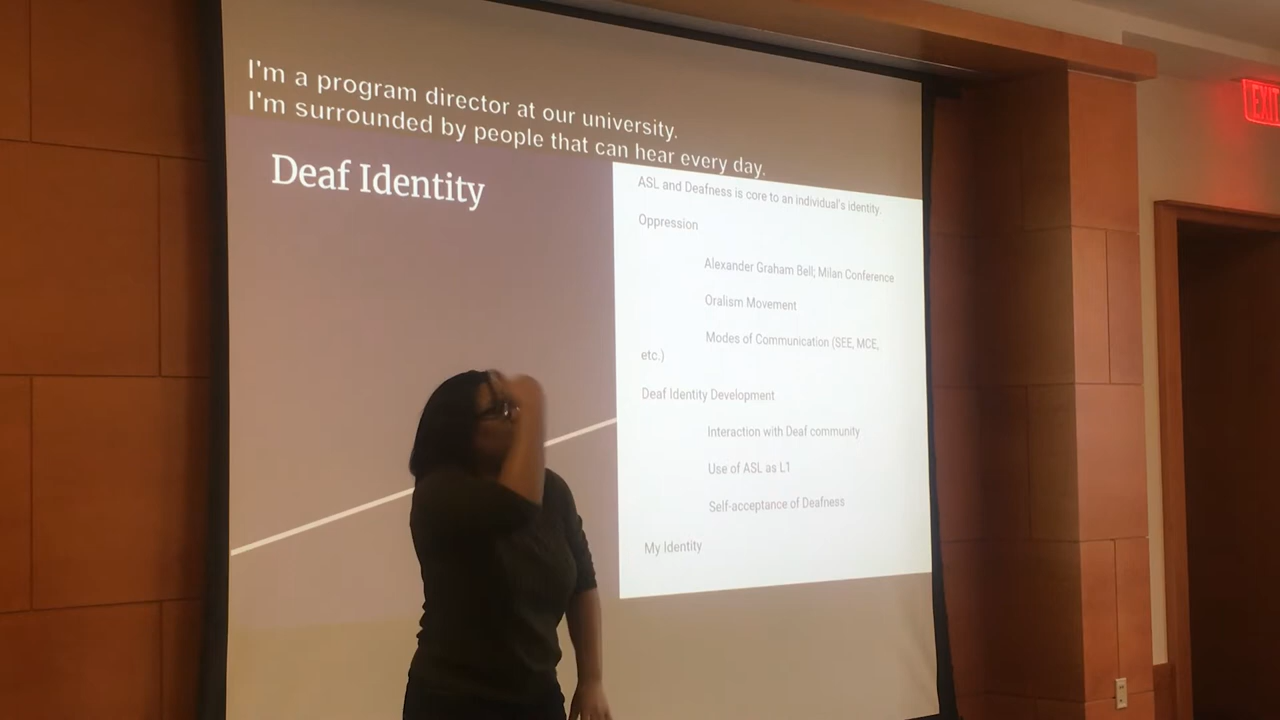 I'm a program director at our university.
I'm surrounded by people that can hear every day.
Deaf Identity
ASL and Deafness is core to an individual's identity.
Oppression
Alexander Graham Bell; Milan Conference
Oralism Movement
Modes of Communication (SEE, MCE,
etc.)
Deaf Identity Development
Interaction with Deaf community
Use of ASL as L1
Self-acceptance of Deafness
My Identity
EXIT